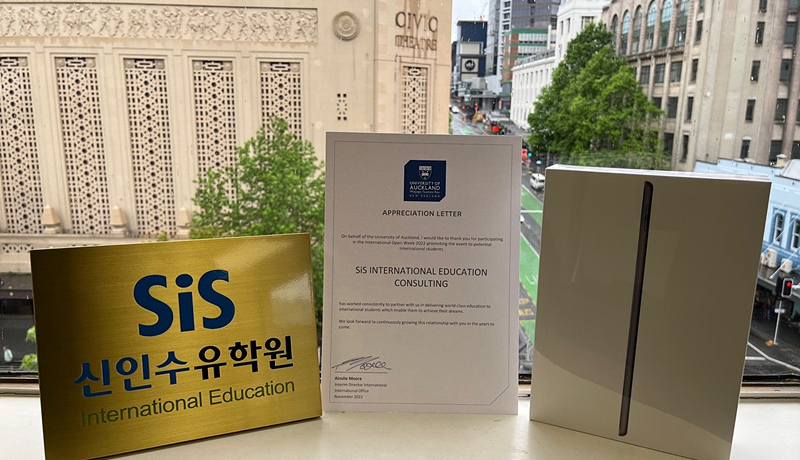 CIVIC
THEATRE
SiS
신인수유학원
International Education
UNIVERSITY OF
AUCKLAND
NEW ZEALAND
APPRECIATION LETTER
On behalf of the University of Auckland, I would like to thank you for participating
in the International Open Week 2022 promoting the event to potential
international students.
SiS INTERNATIONAL EDUCATION
CONSULTING
has worked consistently to partner with us in delivering world-class education to
international students which enable them to achieve their dreams.
We look forward to continuously growing this relationship with you in the years to
come.
Ainslie Moore
Interim Director International
International Office
November 2022